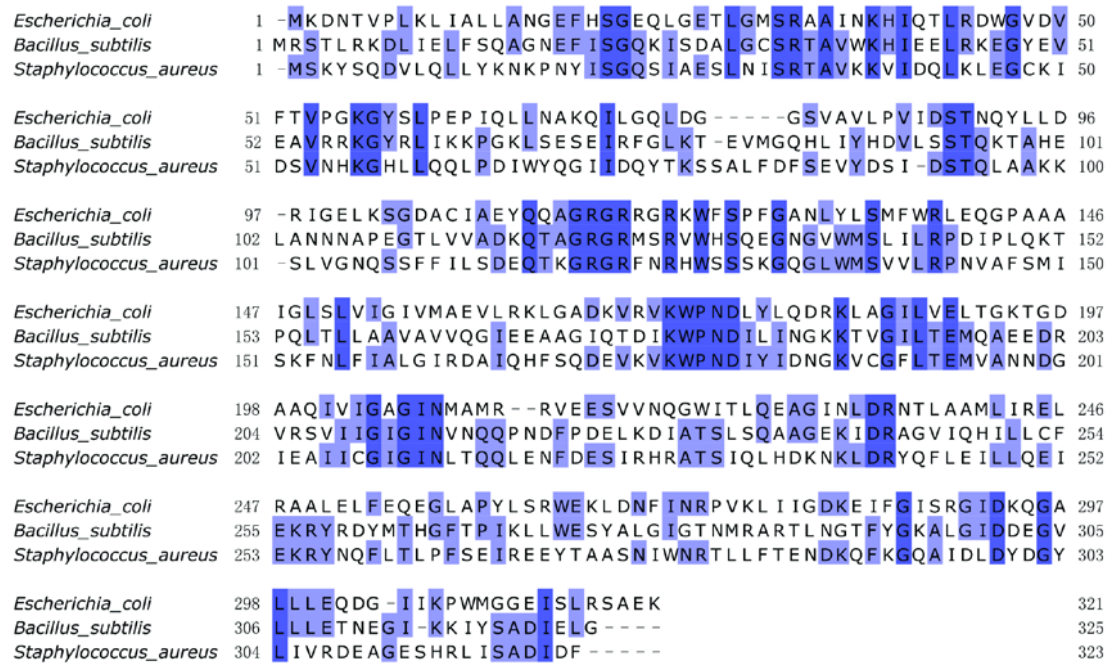 Escherichia_coli 1 -MKDNTVPLKLIALLANGEFHSGEQLGETLGMSRAAINKHIQTLRDWGVDV 50
Bacillus_subtilis 1 MRSTLRKDLIELFSQAGNEFISGQKISDALGCSRTAVWKHIEELRKEGYEV 51
Staphylococcus_aureus 1 -MSKYSQDVLQLLYKNKPNYISGQSIAESLNISRTAVKKVIDQLKLEGCKI 50
Escherichia_coli 51 FTVPGKGYSLPEPIQLLNAKQILGQLDG-----GSVAVLPVIDSTNQYLLD 96
Bacillus_subtilis 52 EAVRRKGYRLIKKPGKLSESEIRFGLKT-EVMGQHLIYHDVLSSTQKTAHE 101
Staphylococcus_aureus 51 DSVNHKGHLLQQLPDIWYQGIIDQYTKSSALFDFSEVYDSI-DSTQLAAKK 100
Escherichia_coli 97 -RIGELKSGDACIAEYQQAGRGRRGRKWFSPFGANLYLSMFWRLEQGPAAA 146
Bacillus_subtilis 102 LANNNAPEGTLVVADKQTAGRGRMSRVWHSQEGNGVWMSLILRPDIPLQKT 152
Staphylococcus_aureus 101 -SLVGNQSSFFILSDEQTKGRGRFNRHWSSSKGQGLWMSVVLRPNVAFSMI 150
Escherichia_coli 147 IGLSLVIGIVMAEVLRKLGADKVRVKWPNDLYLQDRKLAGILVELTGKTGD 197
Bacillus_subtilis 153 PQLTLLAAVAVVQGIEEAAGIQTDIKWPNDILINGKKTVGILTEMQAEEDR 203
Staphylococcus_aureus 151 SKFNLFIALGIRDAIQHFSQDEVKVKWPNDIYIDNGKVCGFLTEMVANNDG 201
Escherichia_coli 198 AAQIVIGAGINMAMR--RVEESVVNQGWITLQEAGINLDRNTLAAMLIREL 246
Bacillus_subtilis 204 VRSVIIGIGINVNQQPNDFPDELKDIATSLSQAAGEKIDRAGVIQHILLCF 254
Staphylococcus_aureus 202 IEAIICGIGINLTQQLENFDESIRHRATSIQLHDKNKLDRYQFLEILLQEI 252
Escherichia_coli 247 RAALELFEQEGLAPYLSRWEKLDNFINRPVKLIIGDKEIFGISRGIDKQGA 297
Bacillus_subtilis 255 EKRYRDYMTHGFTPIKLLWESYALGIGTNMRARTLNGTFYGKALGIDDEGV 305
Staphylococcus_aureus 253 EKRYNQFLTLPFSEIREEYTAASNIWNRTLLFTENDKQFKGQAIDLDYDGY 303
Escherichia_coli 298 LLLEQDG-IIKPWMGGEISLRSAEK 321
Bacillus_subtilis 306 LLLETNEGI-KKIYSADIELG---- 325
Staphylococcus_aureus 304 LIVRDEAGESHRLISADIDF----- 323